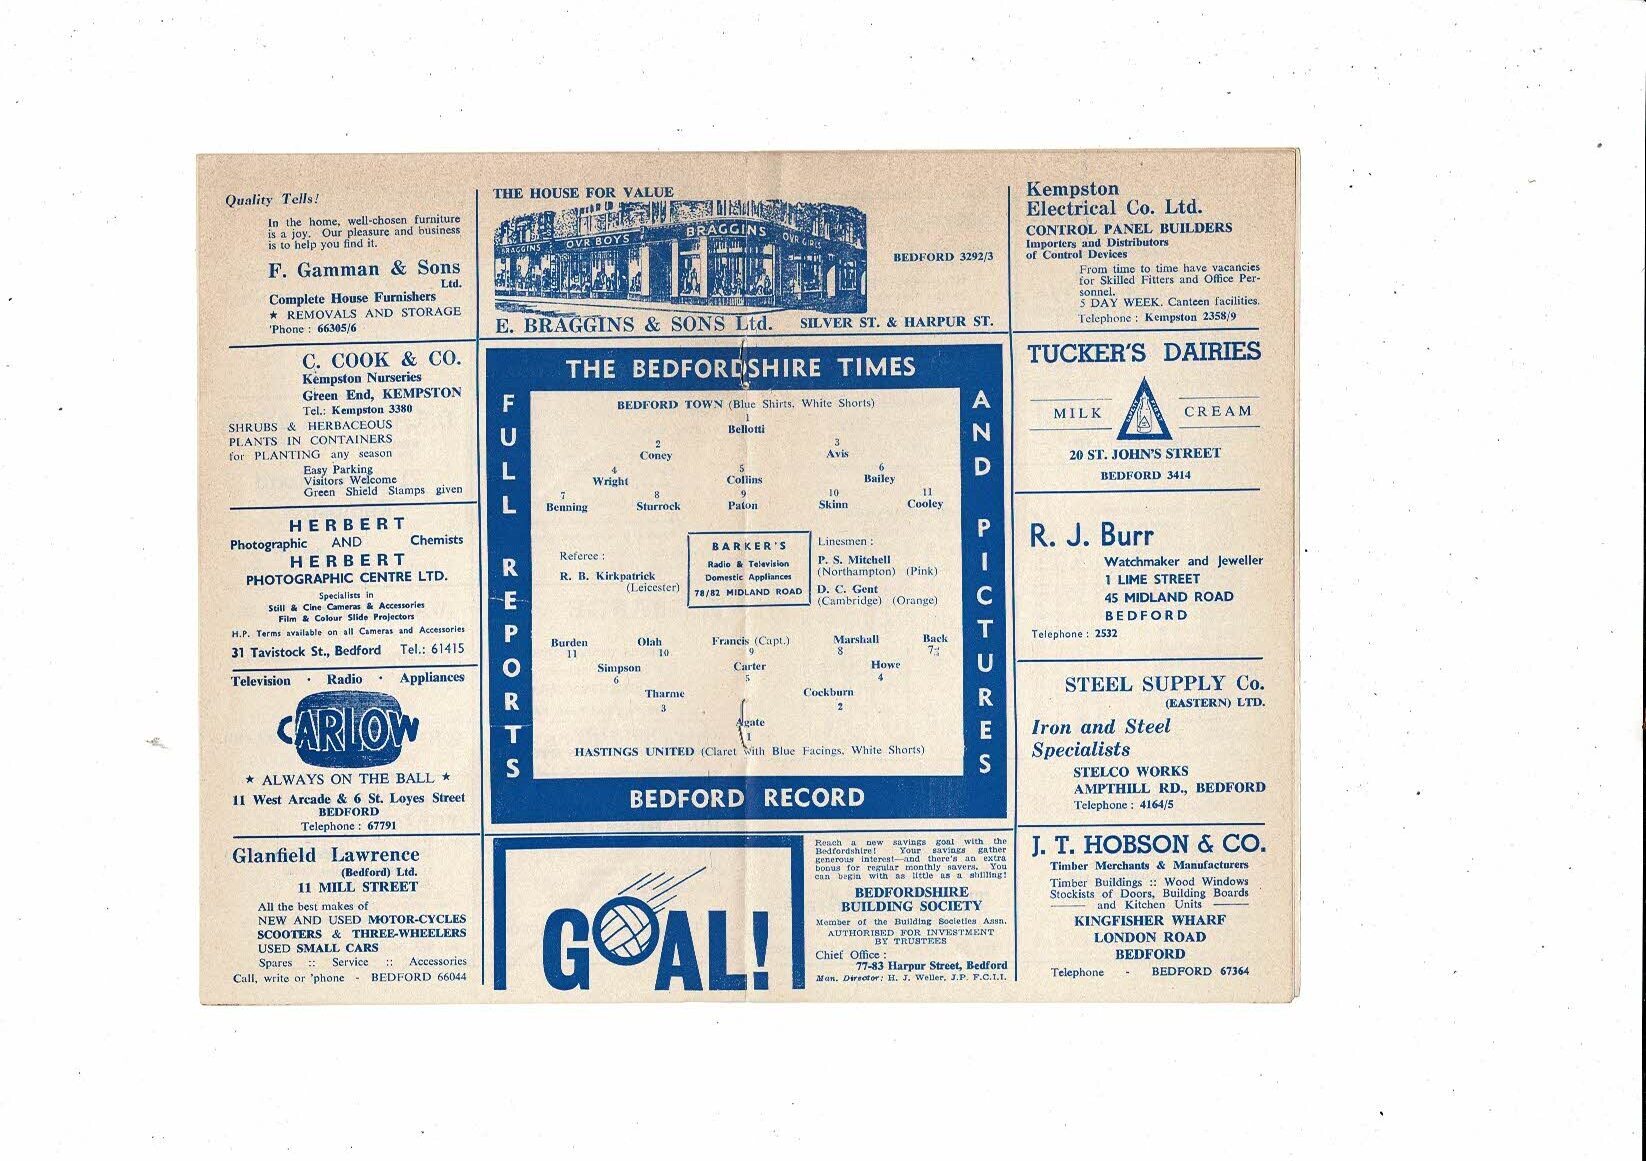 Quality Tells!
In the home, well-chosen furniture
is a joy. Our pleasure and business
is to help you find it.
F. Gamman & Sons
Ltd.
Complete House Furnishers
★ REMOVALS AND STORAGE
'Phone : 66305/6
C. COOK & CO.
Kempston Nurseries
Green End, KEMPSTON
Tel.: Kempston 3380
SHRUBS & HERBACEOUS
PLANTS IN CONTAINERS
for PLANTING any season
Easy Parking
Visitors Welcome
Green Shield Stamps given
HERBERT
Photographic AND Chemists
HERBERT
PHOTOGRAPHIC CENTRE LTD.
Specialists in
Still & Cine Cameras & Accessories
Film & Colour Slide Projectors
H.P. Terms available on all Cameras and Accessories
31 Tavistock St., Bedford Tel.: 61415
Television · Radio · Appliances
CARLOW
★ ALWAYS ON THE BALL ★
11 West Arcade & 6 St. Loyes Street
BEDFORD
Telephone : 67791
Glanfield Lawrence
(Bedford) Ltd.
11 MILL STREET
All the best makes of
NEW AND USED MOTOR-CYCLES
SCOOTERS & THREE-WHEELERS
USED SMALL CARS
Spares :: Service :: Accessories
Call, write or 'phone - BEDFORD 66044
THE HOUSE FOR VALUE
BRAGGINS OVR BOYS BRAGGINS OVR GIRLS
BEDFORD 3292/3
E. BRAGGINS & SONS Ltd. SILVER ST. & HARPUR ST.
THE BEDFORDSHIRE TIMES
FULL REPORTS
AND PICTURES
BEDFORD TOWN (Blue Shirts, White Shorts)
1
Bellotti
2 3
Coney Avis
4 5 6
Wright Collins Bailey
7 8 9 10 11
Benning Sturrock Paton Skinn Cooley
Referee :
R. B. Kirkpatrick
(Leicester)
BARKER'S
Radio & Television
Domestic Appliances
78/82 MIDLAND ROAD
Linesmen :
P. S. Mitchell
(Northampton) (Pink)
D. C. Gent
(Cambridge) (Orange)
Burden Olah Francis (Capt.) Marshall Back
11 10 9 8 7
Simpson Carter Howe
6 5 4
Tharme Cockburn
3 2
Agate
1
HASTINGS UNITED (Claret with Blue Facings, White Shorts)
BEDFORD RECORD
GOAL!
Reach a new savings goal with the
Bedfordshire! Your savings gather
generous interest—and there's an extra
bonus for regular monthly savers. You
can begin with as little as a shilling!
BEDFORDSHIRE
BUILDING SOCIETY
Member of the Building Societies Assn.
AUTHORISED FOR INVESTMENT
BY TRUSTEES
Chief Office :
77-83 Harpur Street, Bedford
Man. Director: H. J. Weller, J.P. F.C.I.I.
Kempston
Electrical Co. Ltd.
CONTROL PANEL BUILDERS
Importers and Distributors
of Control Devices
From time to time have vacancies
for Skilled Fitters and Office Per-
sonnel.
5 DAY WEEK. Canteen facilities.
Telephone : Kempston 2358/9
TUCKER'S DAIRIES
MILK CREAM
20 ST. JOHN'S STREET
BEDFORD 3414
R. J. Burr
Watchmaker and Jeweller
1 LIME STREET
45 MIDLAND ROAD
BEDFORD
Telephone : 2532
STEEL SUPPLY Co.
(EASTERN) LTD.
Iron and Steel
Specialists
STELCO WORKS
AMPTHILL RD., BEDFORD
Telephone : 4164/5
J. T. HOBSON & CO.
Timber Merchants & Manufacturers
Timber Buildings :: Wood Windows
Stockists of Doors, Building Boards
and Kitchen Units
KINGFISHER WHARF
LONDON ROAD
BEDFORD
Telephone - BEDFORD 67364